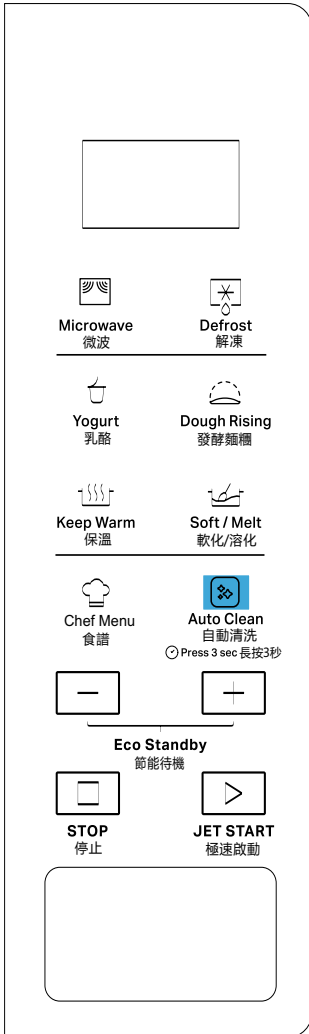 Microwave
微波
Defrost
解凍
Yogurt
乳酪
Dough Rising
發酵麵糰
Keep Warm
保溫
Soft / Melt
軟化/溶化
Chef Menu
食譜
Auto Clean
自動清洗
Press 3 sec 長按3秒
Eco Standby
節能待機
STOP
停止
JET START
極速啟動